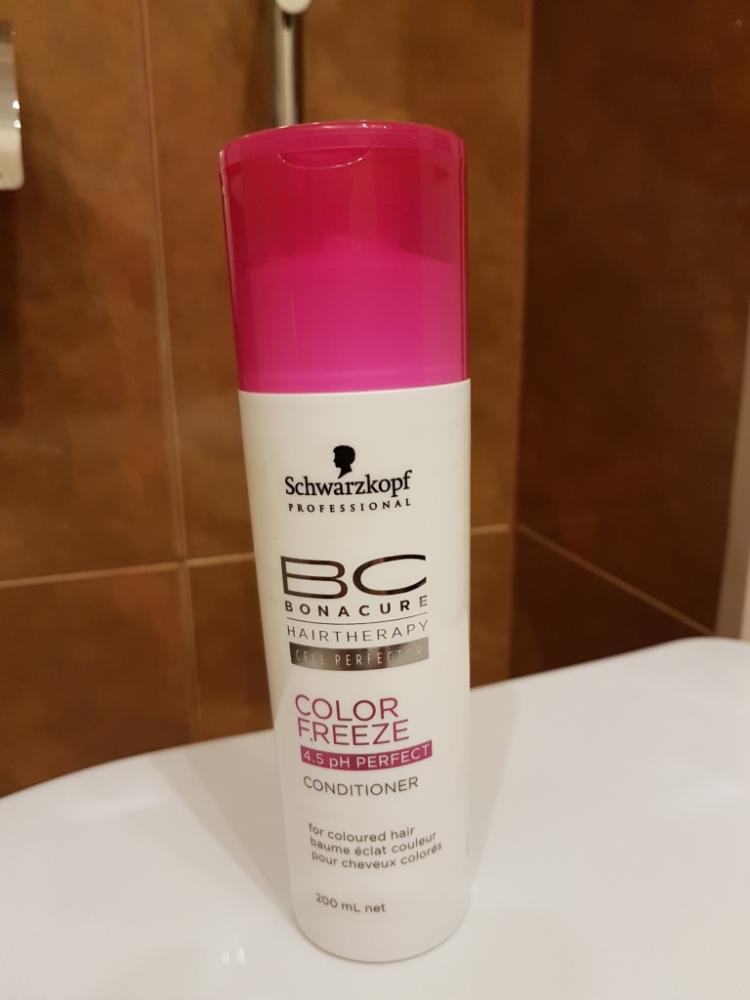 Schwarzkopf
PROFESSIONAL
BC
BONACURE
HAIRTHERAPY
CELL PERFECTOR
COLOR
FREEZE
4.5 pH PERFECT
CONDITIONER
for coloured hair
baume éclat couleur
pour cheveux colorés
200 mL net